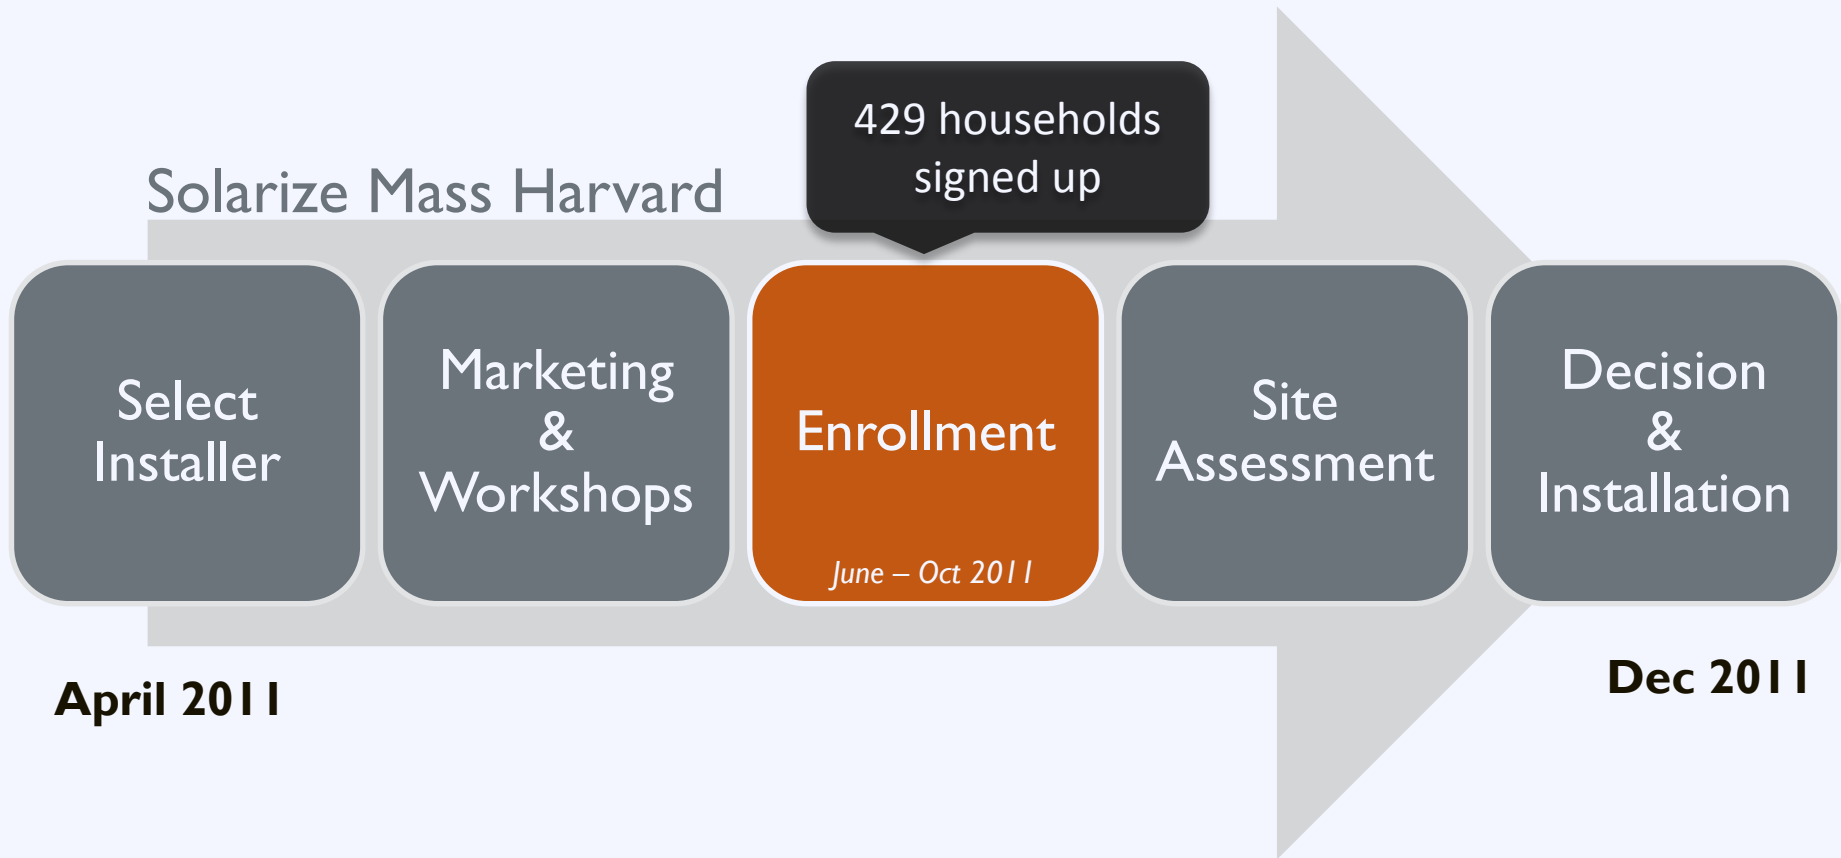 429 households
signed up
Solarize Mass Harvard
Select
Installer
Marketing
&
Workshops
Enrollment
June – Oct 2011
Site
Assessment
Decision
&
Installation
April 2011
Dec 2011